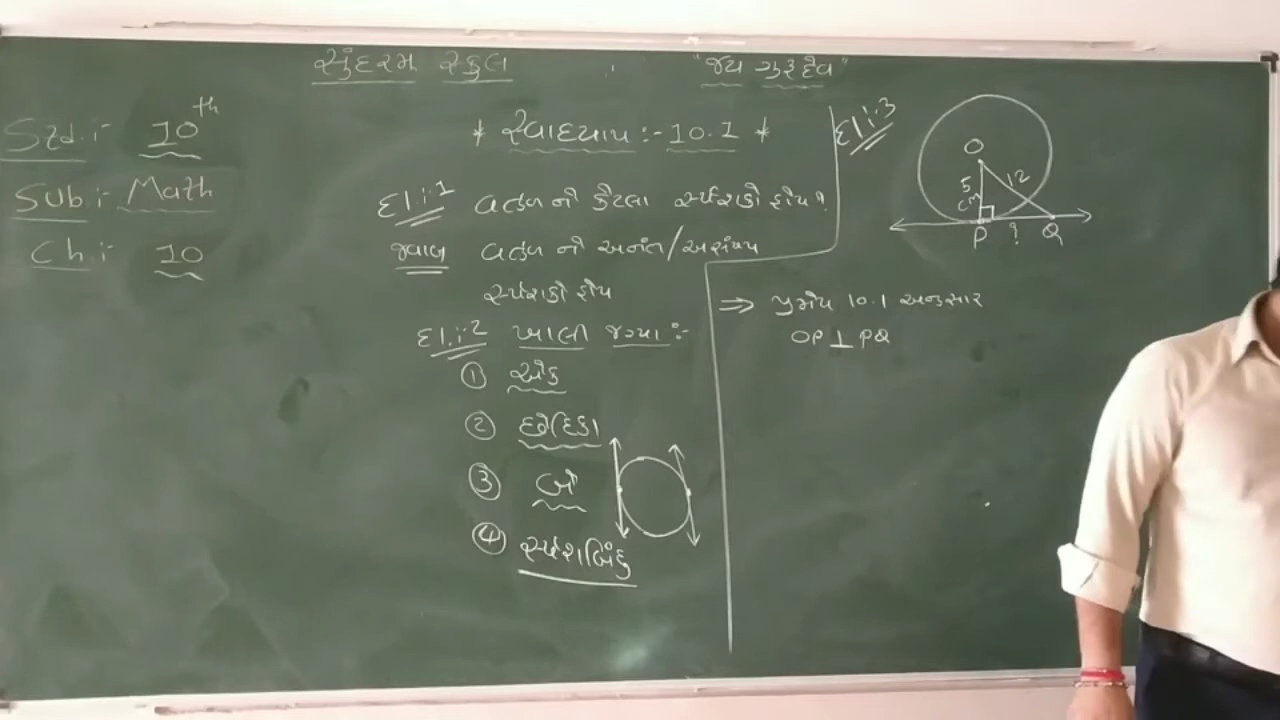 સુંદરમ સ્કુલ
"જય ગુરૂદેવ"
Std.:- 10th
Sub:- Math
Ch.:- 10
* સ્વાધ્યાય :- 10.1 *
દા.:1 વર્તુળ ને કેટલા સ્પર્શકો હોય?
જવાબ વર્તુળ ને અનંત/અસંખ્ય
સ્પર્શકો હોય
દા.:2 ખાલી જગ્યા :-
① એક
② છેદિકા
③ બે
④ સ્પર્શબિંદુ
દા.:3
O
5 cm
12
P ? Q
⇒ પ્રમેય 10.1 અનુસાર
OP ⊥ PQ